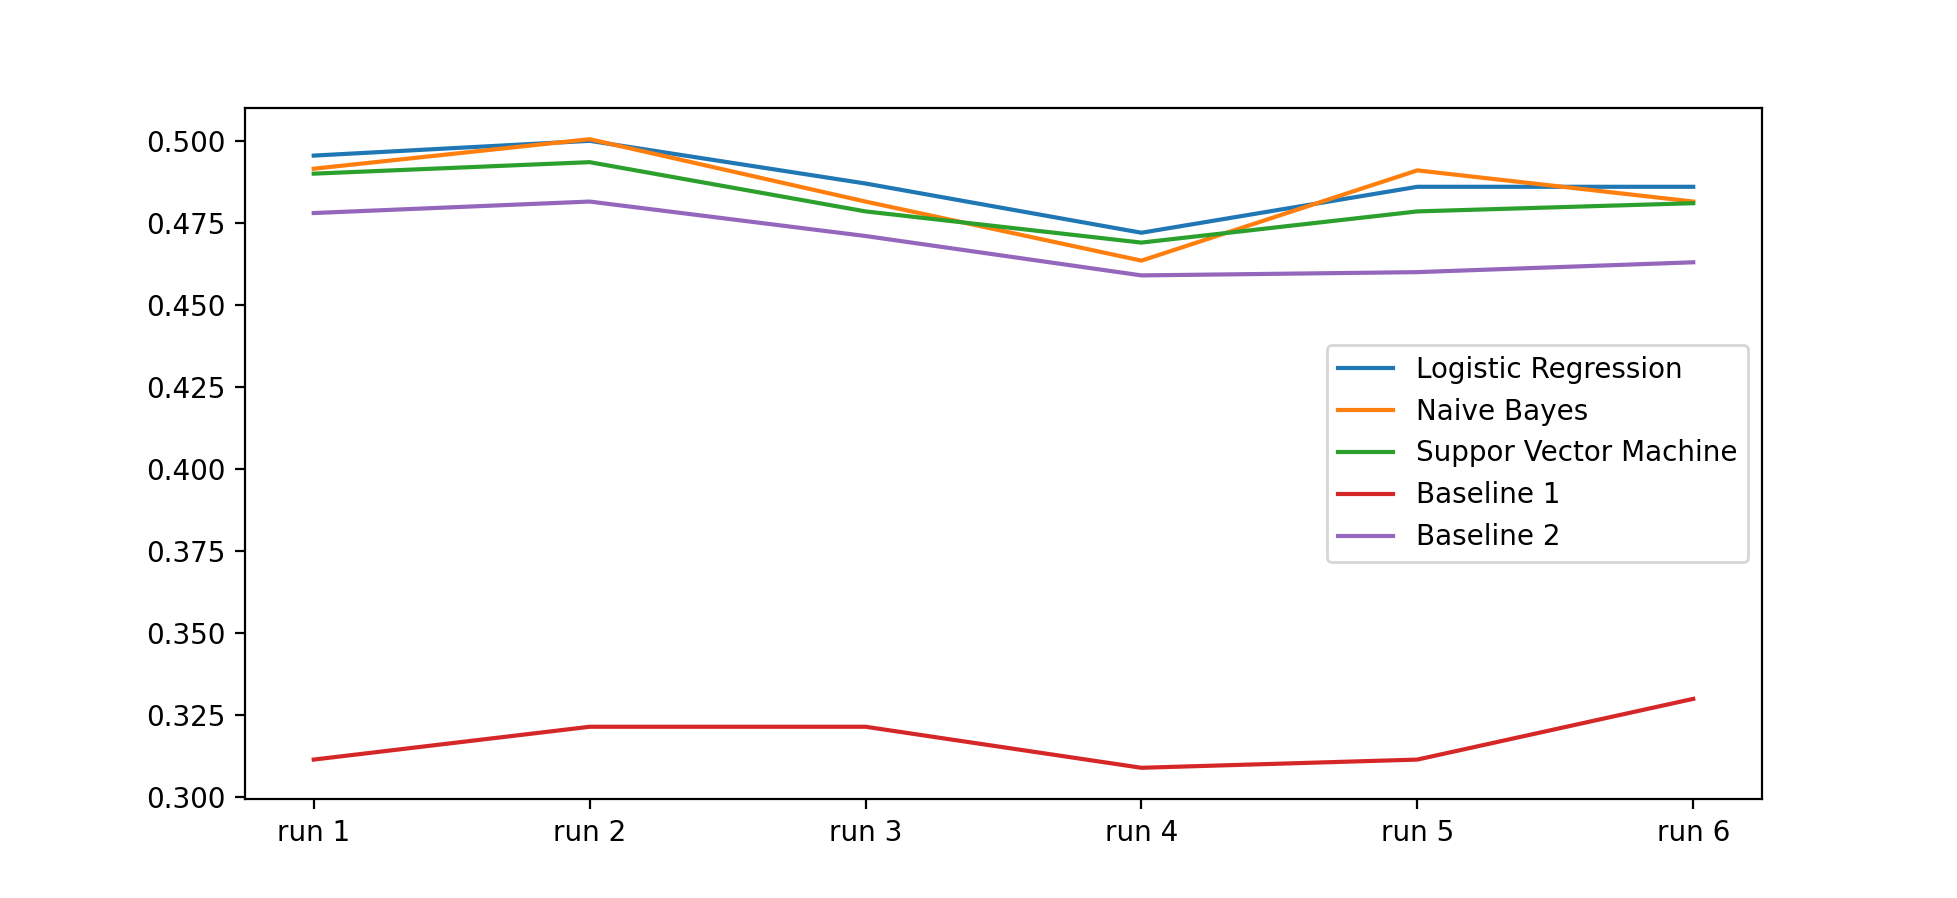 0.500
0.475
0.450
0.425
0.400
0.375
0.350
0.325
0.300
Logistic Regression
Naive Bayes
Suppor Vector Machine
Baseline 1
Baseline 2
run 1 run 2 run 3 run 4 run 5 run 6